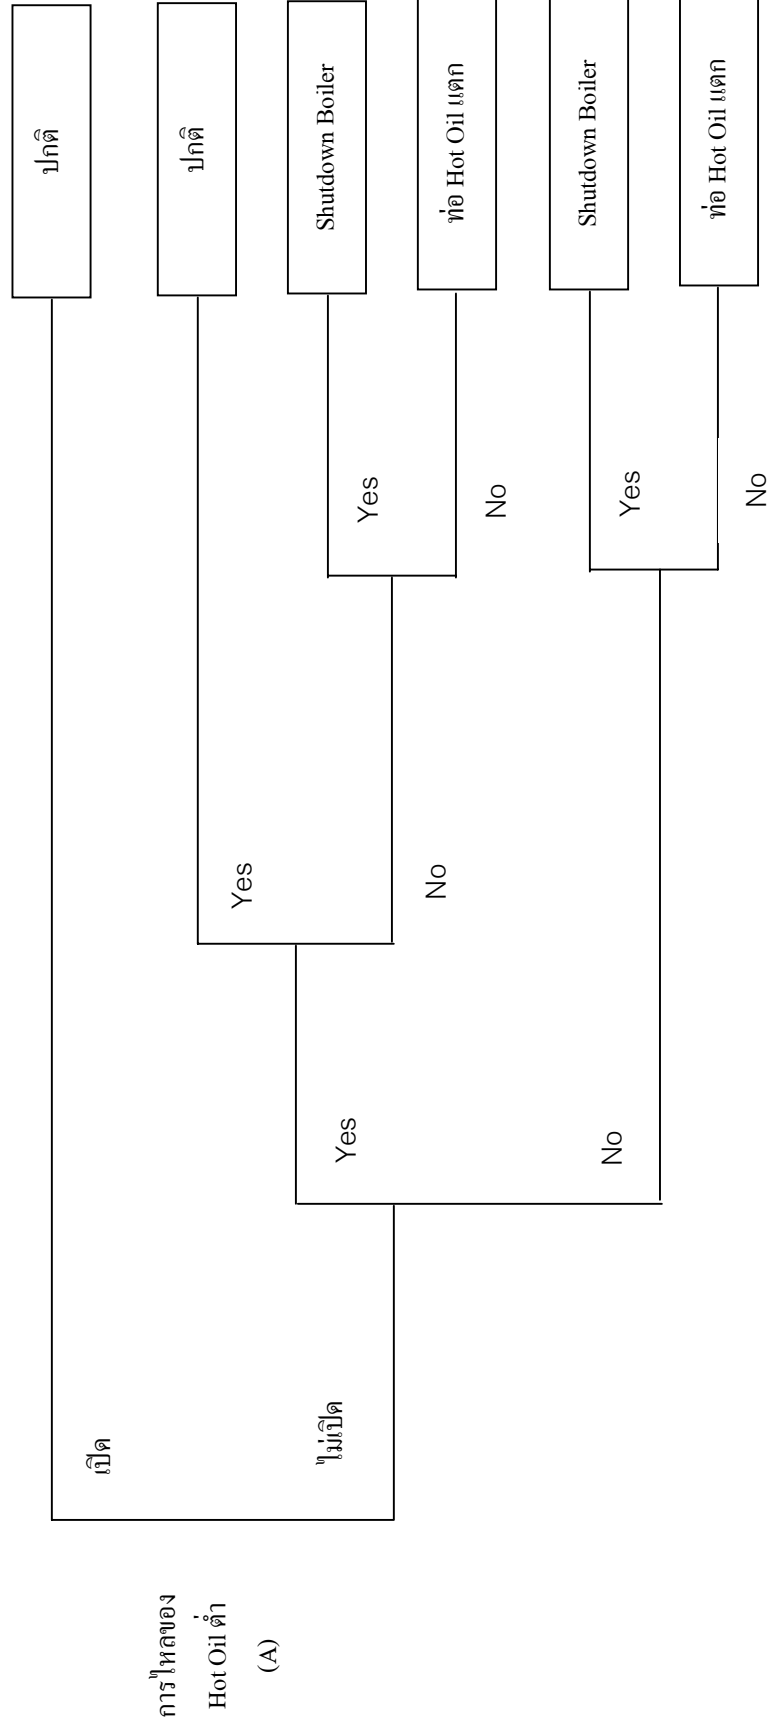 การไหลของ
Hot Oil ต่ำ
(A)
เปิด
ไม่เปิด
Yes
No
Yes
No
Yes
No
Yes
No
ปกติ
ปกติ
Shutdown Boiler
ท่อ Hot Oil แตก
Shutdown Boiler
ท่อ Hot Oil แตก